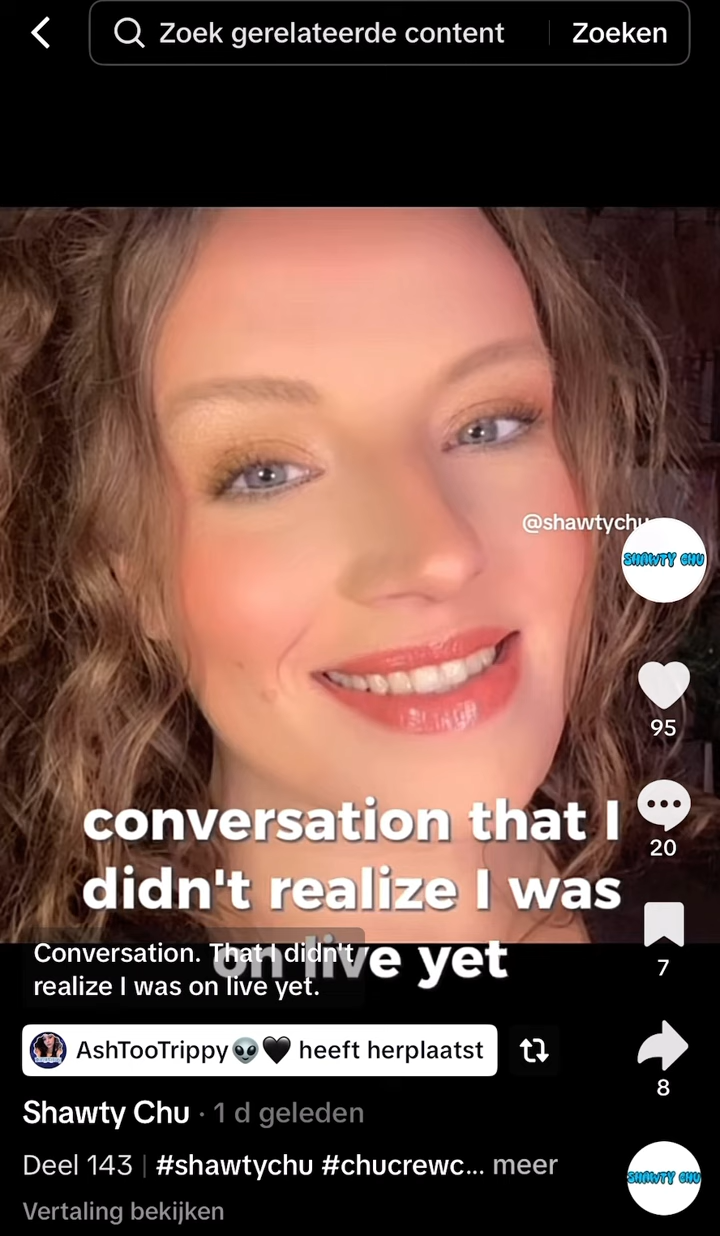 Zoek gerelateerde content
Zoeken
@shawtychu
SHAWTY CHU
95
20
7
8
conversation that I
didn't realize I was
on live yet
Conversation. That I didn't
realize I was on live yet.
AshTooTrippy👽🖤 heeft herplaatst
Shawty Chu · 1 d geleden
Deel 143 | #shawtychu #chucrewc... meer
Vertaling bekijken
SHAWTY CHU